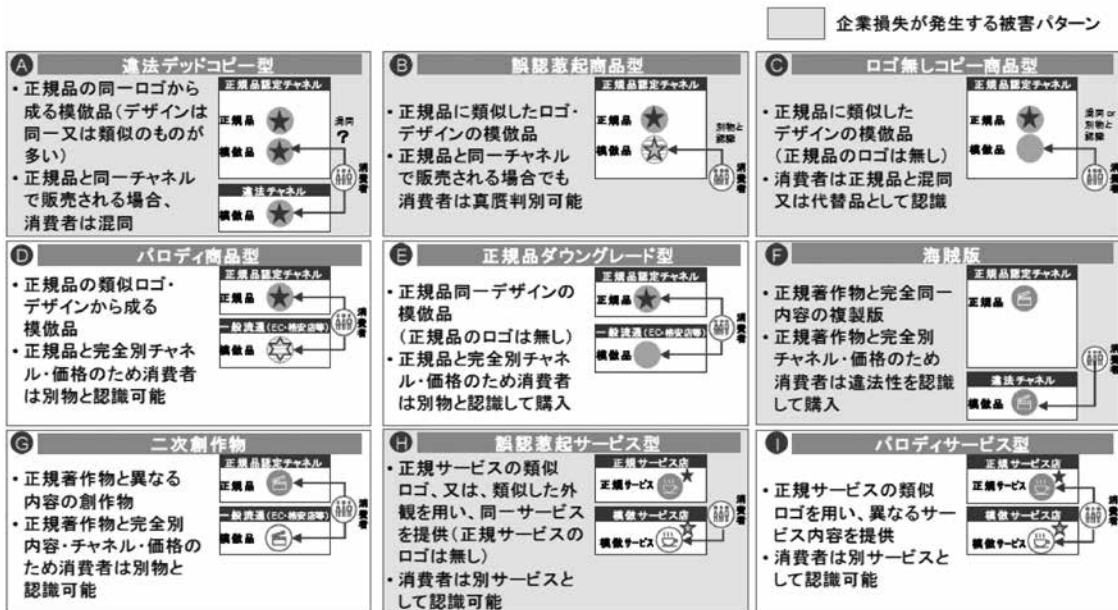 企業損失が発生する被害パターン
A 違法デッドコピー型
・正規品の同一ロゴから
成る模倣品(デザインは
同一又は類似のものが
多い)
・正規品と同一チャネル
で販売される場合、
消費者は混同
正規品認定チャネル
正規品
模倣品
違法チャネル
模倣品
混同
?
消費者
B 誤認惹起商品型
・正規品に類似したロゴ・
デザインの模倣品
・正規品と同一チャネル
で販売される場合でも
消費者は真贋判別可能
正規品認定チャネル
正規品
模倣品
別物と
認識
消費者
C ロゴ無しコピー商品型
・正規品に類似した
デザインの模倣品
(正規品のロゴは無し)
・消費者は正規品と混同
又は代替品として認識
正規品認定チャネル
正規品
模倣品
混同 or
別物と
認識
消費者
D パロディ商品型
・正規品の類似ロゴ・
デザインから成る
模倣品
・正規品と完全別チャネ
ル・価格のため消費者
は別物と認識可能
正規品認定チャネル
正規品
一般流通(EC・格安店等)
模倣品
消費者
E 正規品ダウングレード型
・正規品同一デザインの
模倣品
(正規品のロゴは無し)
・正規品と完全別チャネ
ル・価格のため消費者
は別物と認識して購入
正規品認定チャネル
正規品
一般流通(EC・格安店等)
模倣品
消費者
F 海賊版
・正規著作物と完全同一
内容の複製版
・正規著作物と完全別
チャネル・価格のため
消費者は違法性を認識
して購入
正規品認定チャネル
正規品
違法チャネル
模倣品
消費者
G 二次創作物
・正規著作物と異なる
内容の創作物
・正規著作物と完全別
内容・チャネル・価格の
ため消費者は別物と
認識可能
正規品認定チャネル
正規品
一般流通(EC・格安店等)
模倣品
消費者
H 誤認惹起サービス型
・正規サービスの類似
ロゴ、又は、類似した外
観を用い、同一サービス
を提供(正規サービスの
ロゴは無し)
・消費者は別サービスと
して認識可能
正規サービス店
正規サービス
模倣サービス店
模倣サービス
消費者
I パロディサービス型
・正規サービスの類似
ロゴを用い、異なるサー
ビス内容を提供
・消費者は別サービスと
して認識可能
正規サービス店
正規サービス
模倣サービス店
模倣サービス
消費者